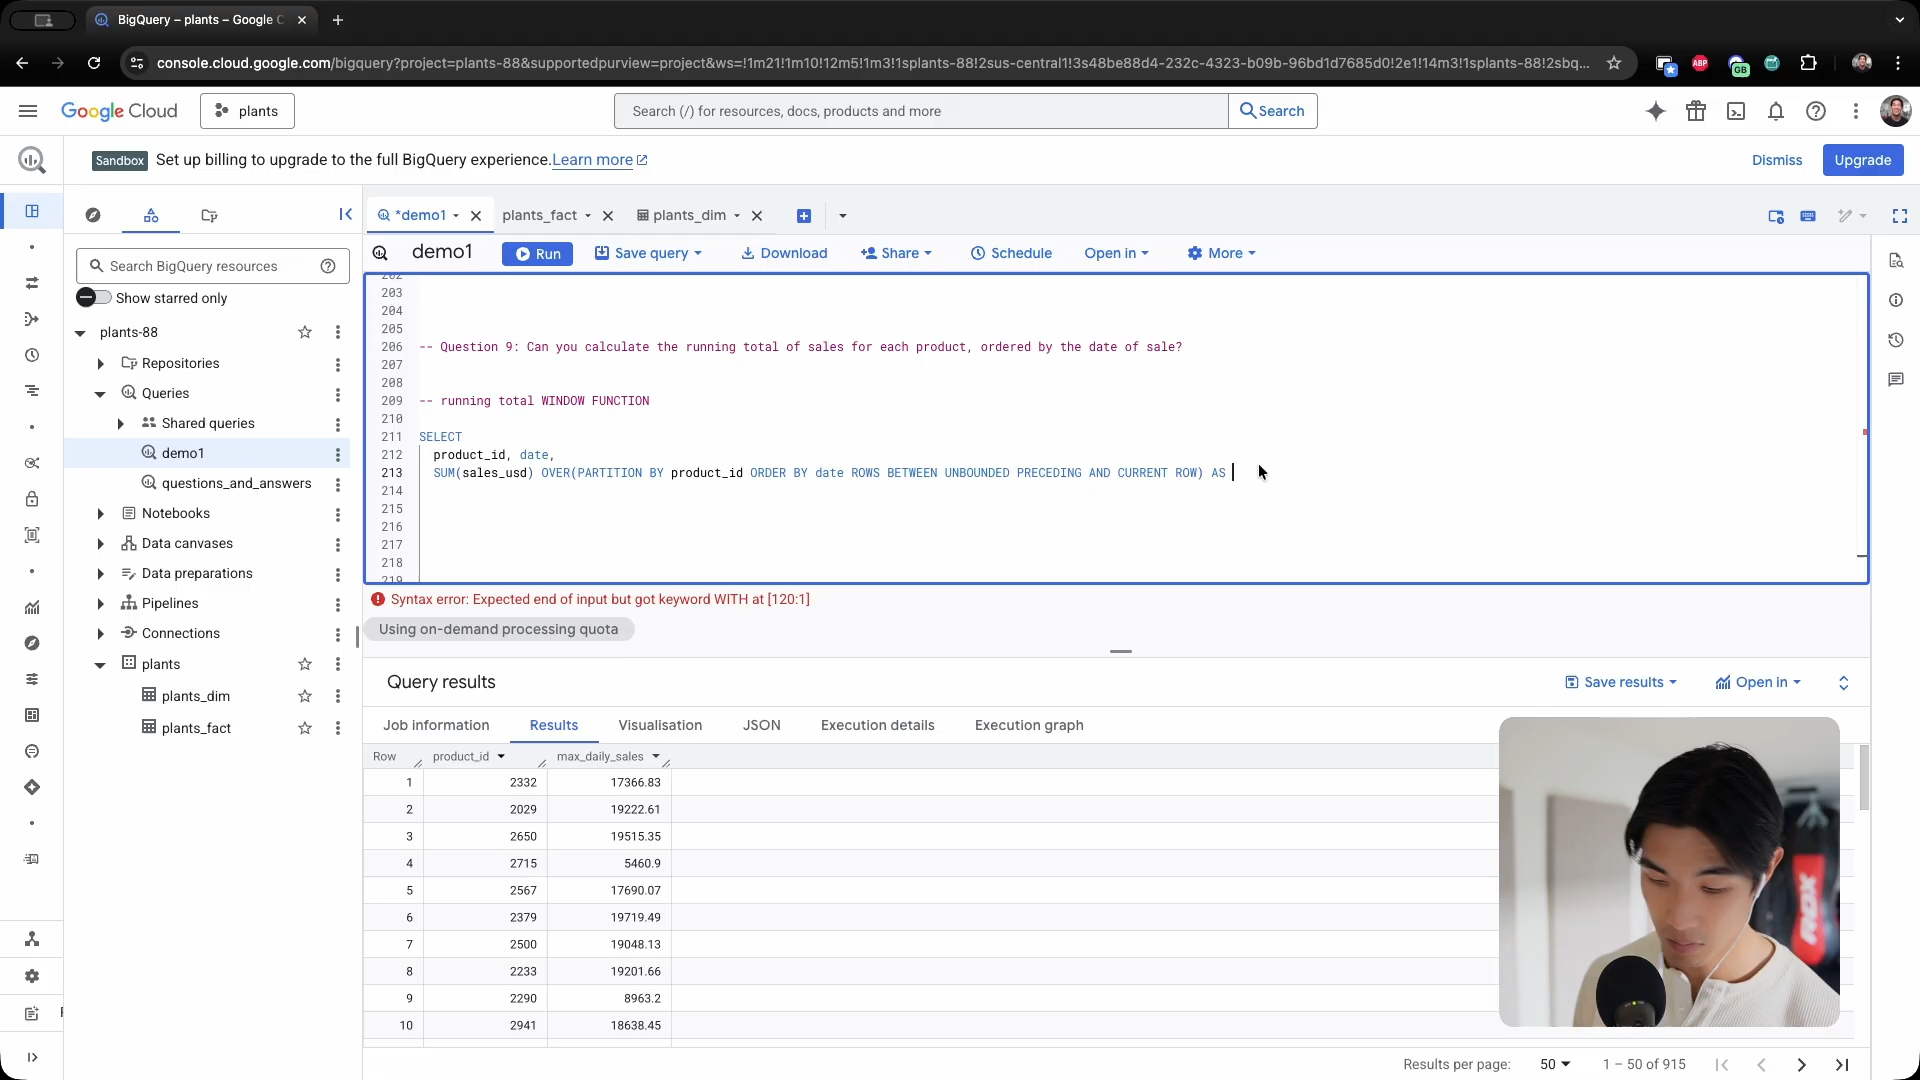 BigQuery – plants – Google C
console.cloud.google.com/bigquery?project=plants-88&supportedpurview=project&ws=!1m21!1m10!12m5!1m3!1splants-88!2sus-central1!3s48be88d4-232c-4323-b09b-96bd1d7685d0!2e1!14m3!1splants-88!2sbq...
ABP
GB
Google Cloud
plants
Search (/) for resources, docs, products and more
Search
Sandbox
Set up billing to upgrade to the full BigQuery experience. Learn more
Dismiss
Upgrade
*demo1
plants_fact
plants_dim
demo1
Run
Save query
Download
Share
Schedule
Open in
More
Search BigQuery resources
Show starred only
plants-88
Repositories
Queries
Shared queries
demo1
questions_and_answers
Notebooks
Data canvases
Data preparations
Pipelines
Connections
plants
plants_dim
plants_fact
202
203
204
205
206 -- Question 9: Can you calculate the running total of sales for each product, ordered by the date of sale?
207
208
209 -- running total WINDOW FUNCTION
210
211 SELECT
212 product_id, date,
213 SUM(sales_usd) OVER(PARTITION BY product_id ORDER BY date ROWS BETWEEN UNBOUNDED PRECEDING AND CURRENT ROW) AS
214
215
216
217
218
219
Syntax error: Expected end of input but got keyword WITH at [120:1]
Using on-demand processing quota
Query results
Save results
Open in
Job information
Results
Visualisation
JSON
Execution details
Execution graph
Row product_id max_daily_sales
1 2332 17366.83
2 2029 19222.61
3 2650 19515.35
4 2715 5460.9
5 2567 17690.07
6 2379 19719.49
7 2500 19048.13
8 2233 19201.66
9 2290 8963.2
10 2941 18638.45
Results per page: 50 1 – 50 of 915